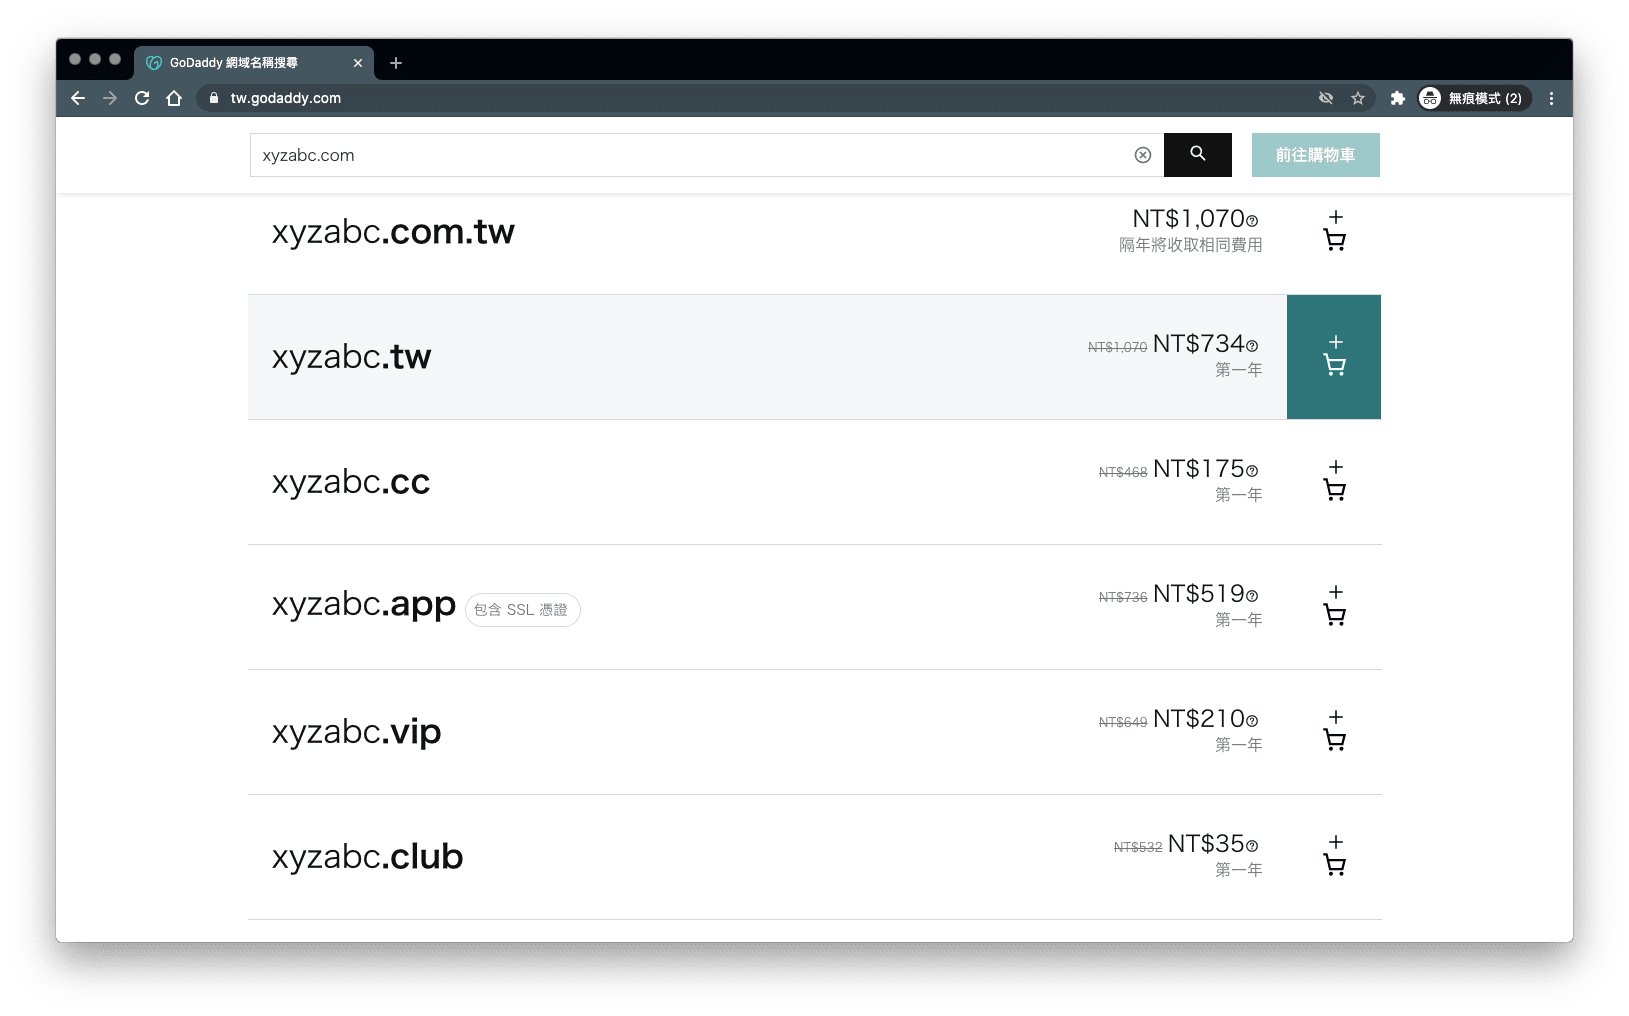 GoDaddy 網域名稱搜尋
tw.godaddy.com
無痕模式 (2)
xyzabc.com
前往購物車
xyzabc.com.tw
NT$1,070
隔年將收取相同費用
xyzabc.tw
NT$1,070 NT$734
第一年
xyzabc.cc
NT$468 NT$175
第一年
xyzabc.app 包含 SSL 憑證
NT$736 NT$519
第一年
xyzabc.vip
NT$649 NT$210
第一年
xyzabc.club
NT$532 NT$35
第一年